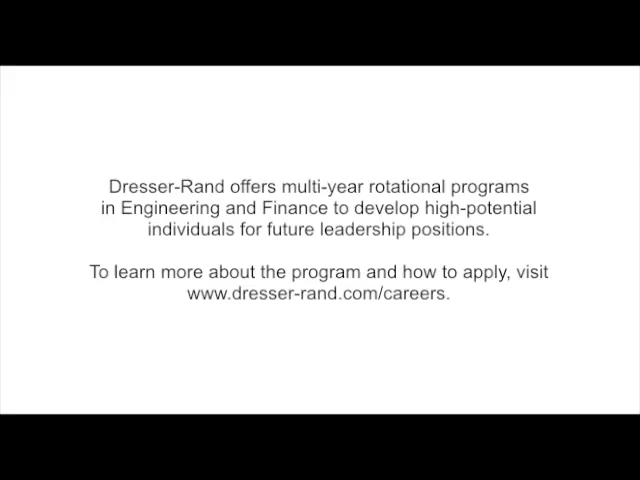 Dresser-Rand offers multi-year rotational programs
in Engineering and Finance to develop high-potential
individuals for future leadership positions.
To learn more about the program and how to apply, visit
www.dresser-rand.com/careers.